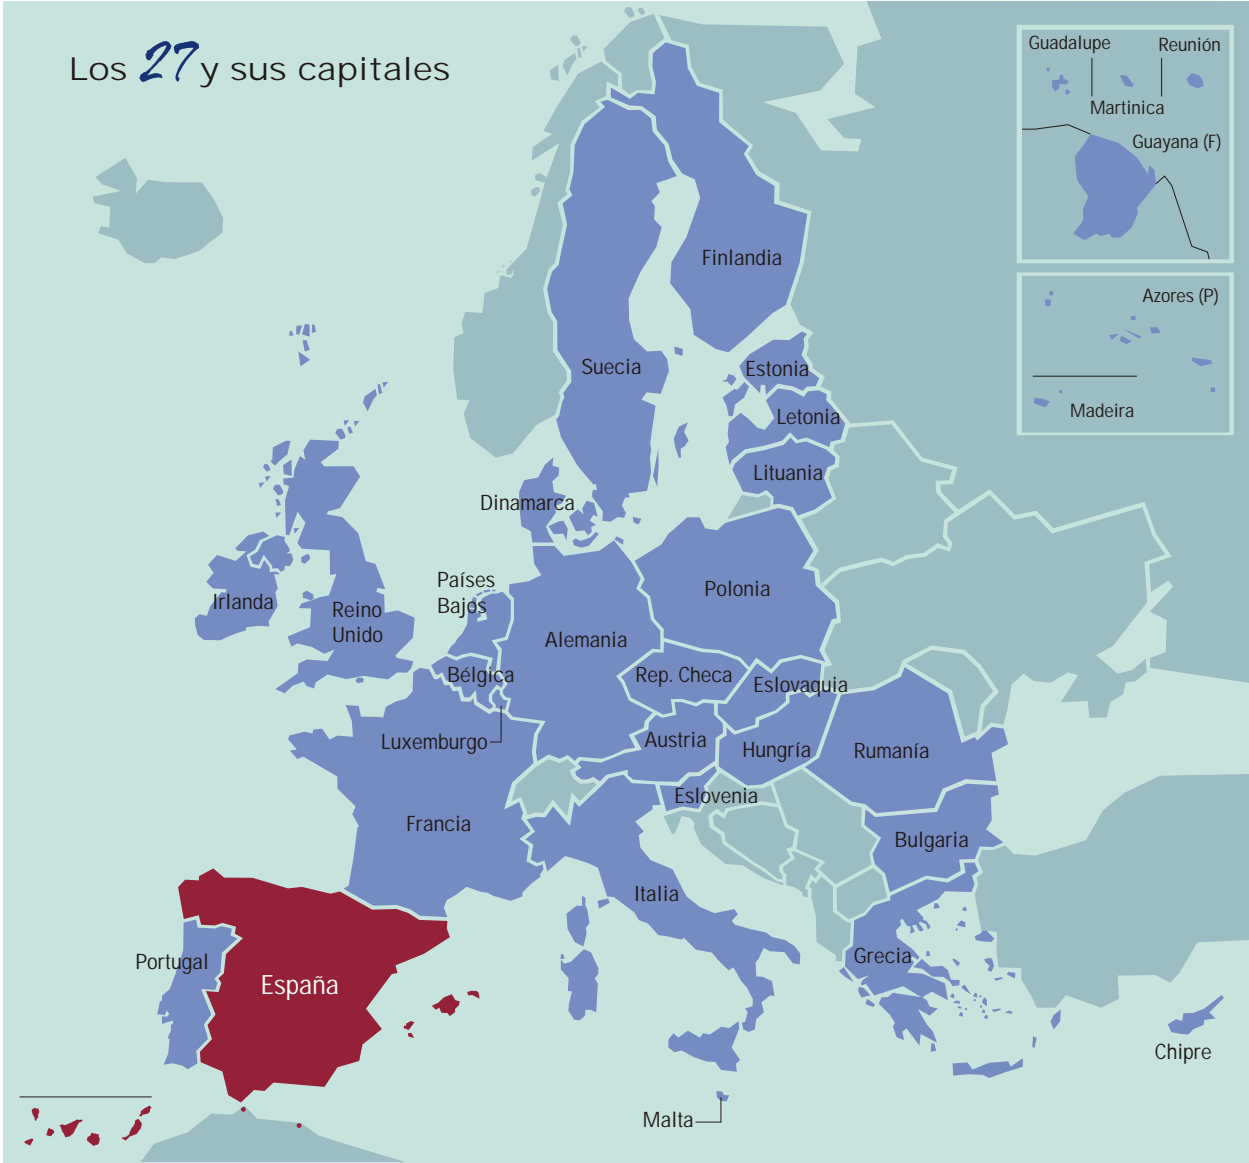 Los 27 y sus capitales
Guadalupe
Reunión
Martinica
Guayana (F)
Azores (P)
Madeira
Finlandia
Suecia
Estonia
Letonia
Lituania
Dinamarca
Países
Bajos
Irlanda
Reino
Unido
Polonia
Alemania
Bélgica
Rep. Checa
Eslovaquia
Luxemburgo
Austria
Hungría
Rumanía
Eslovenia
Francia
Bulgaria
Italia
Portugal
España
Grecia
Chipre
Malta